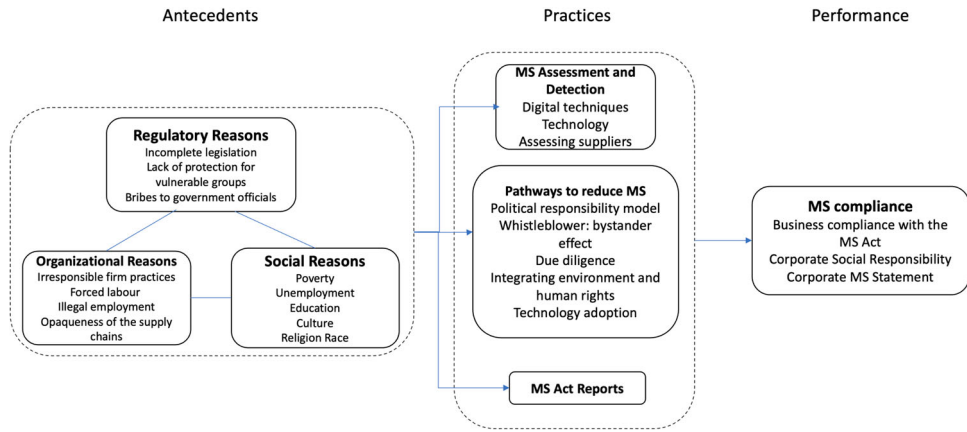 Antecedents
Practices
Performance
Regulatory Reasons
Incomplete legislation
Lack of protection for
vulnerable groups
Bribes to government officials
Organizational Reasons
Irresponsible firm practices
Forced labour
Illegal employment
Opaqueness of the supply
chains
Social Reasons
Poverty
Unemployment
Education
Culture
Religion Race
MS Assessment and
Detection
Digital techniques
Technology
Assessing suppliers
Pathways to reduce MS
Political responsibility model
Whistleblower: bystander
effect
Due diligence
Integrating environment and
human rights
Technology adoption
MS Act Reports
MS compliance
Business compliance with the
MS Act
Corporate Social Responsibility
Corporate MS Statement